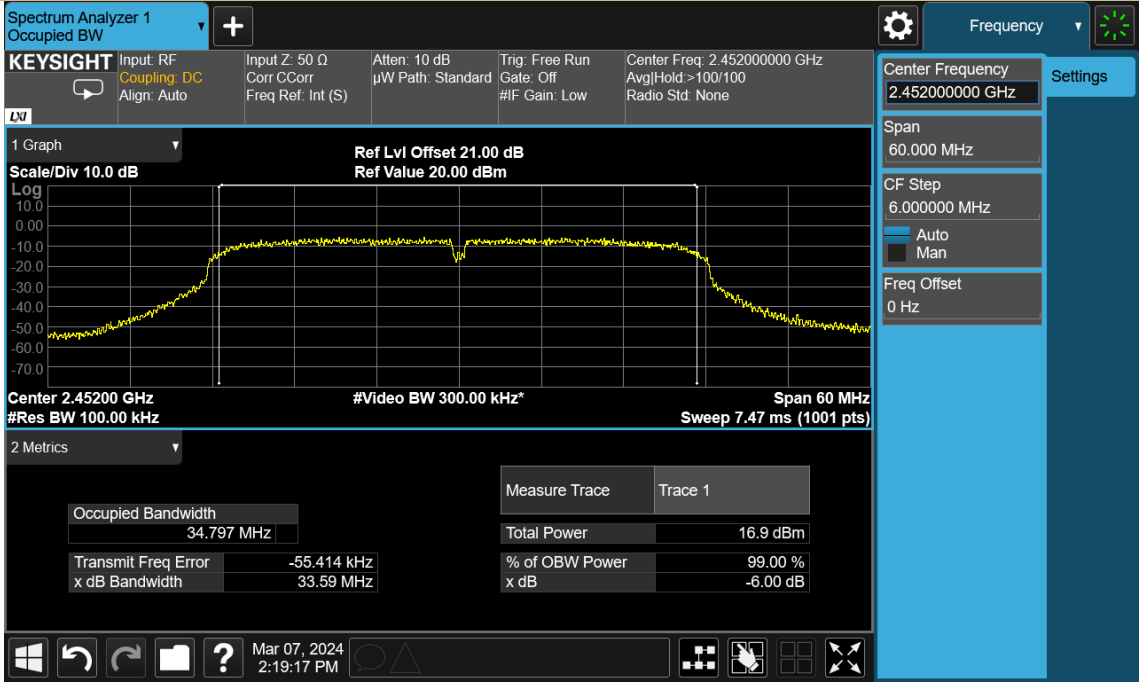 Spectrum Analyzer 1
Occupied BW
Frequency
KEYSIGHT
LXI
Input: RF
Coupling: DC
Align: Auto
Input Z: 50 Ω
Corr CCorr
Freq Ref: Int (S)
Atten: 10 dB
µW Path: Standard
Trig: Free Run
Gate: Off
#IF Gain: Low
Center Freq: 2.452000000 GHz
Avg|Hold:>100/100
Radio Std: None
Center Frequency
2.452000000 GHz
Settings
Span
60.000 MHz
CF Step
6.000000 MHz
Auto
Man
Freq Offset
0 Hz
1 Graph
Scale/Div 10.0 dB
Ref Lvl Offset 21.00 dB
Ref Value 20.00 dBm
Log
10.0
0.00
-10.0
-20.0
-30.0
-40.0
-50.0
-60.0
-70.0
Center 2.45200 GHz
#Video BW 300.00 kHz*
Span 60 MHz
#Res BW 100.00 kHz
Sweep 7.47 ms (1001 pts)
2 Metrics
Measure Trace Trace 1
Occupied Bandwidth
34.797 MHz
Total Power 16.9 dBm
Transmit Freq Error -55.414 kHz
% of OBW Power 99.00 %
x dB Bandwidth 33.59 MHz
x dB -6.00 dB
?
Mar 07, 2024
2:19:17 PM